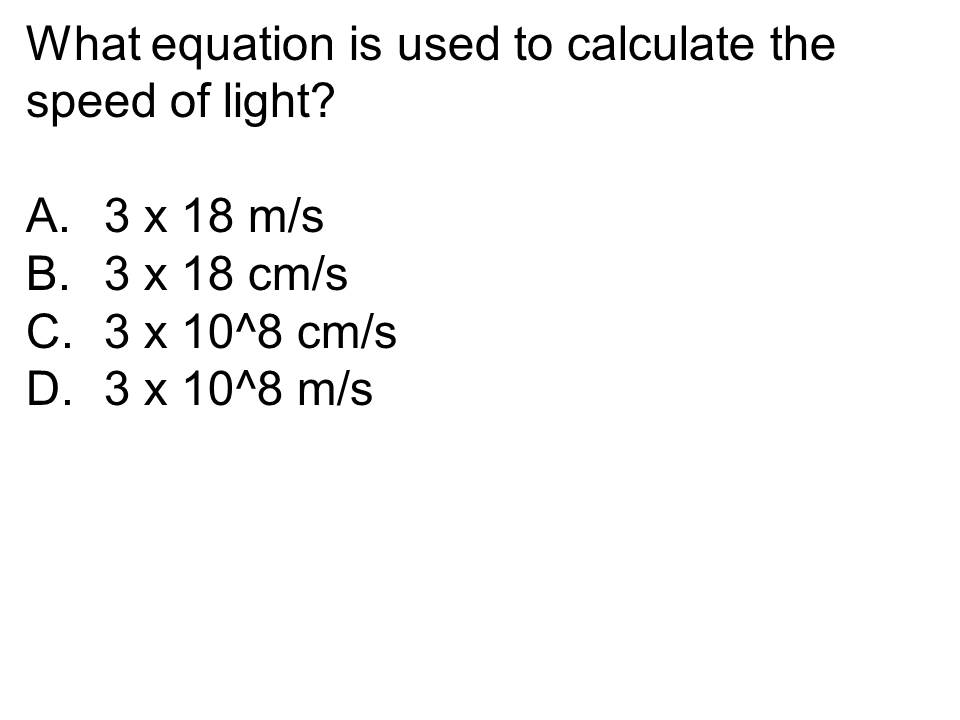 What equation is used to calculate the
speed of light?
A. 3 x 18 m/s
B. 3 x 18 cm/s
C. 3 x 10^8 cm/s
D. 3 x 10^8 m/s